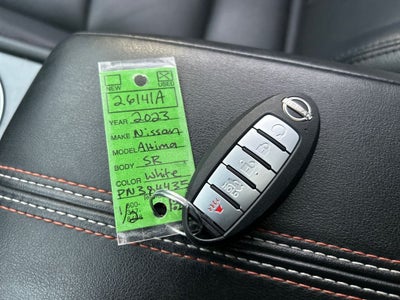 NEW USED
26141A
YEAR 2023
MAKE Nissan
MODEL Altima
BODY SR
COLOR White
PN384435